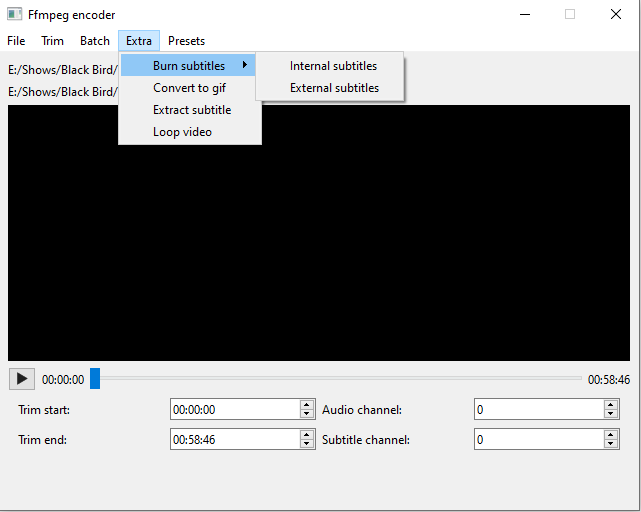 Ffmpeg encoder
File Trim Batch Extra Presets
E:/Shows/Black Bird/
E:/Shows/Black Bird/
Burn subtitles
Convert to gif
Extract subtitle
Loop video
Internal subtitles
External subtitles
00:00:00 00:58:46
Trim start: 00:00:00 Audio channel: 0
Trim end: 00:58:46 Subtitle channel: 0